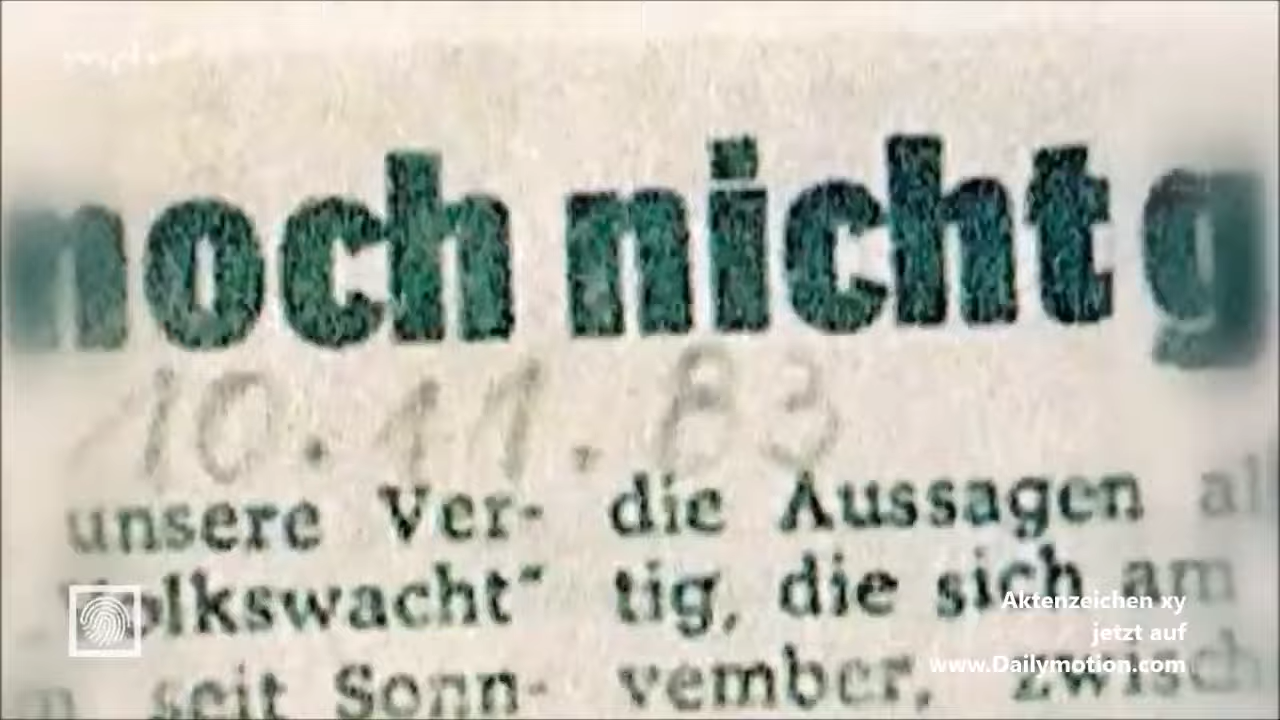 noch nicht g
10.11.83
unsere Ver-
olkswacht"
seit Sonn-
die Aussagen al
tig, die sich am
vember, zwisch
Aktenzeichen xy
jetzt auf
www.Dailymotion.com